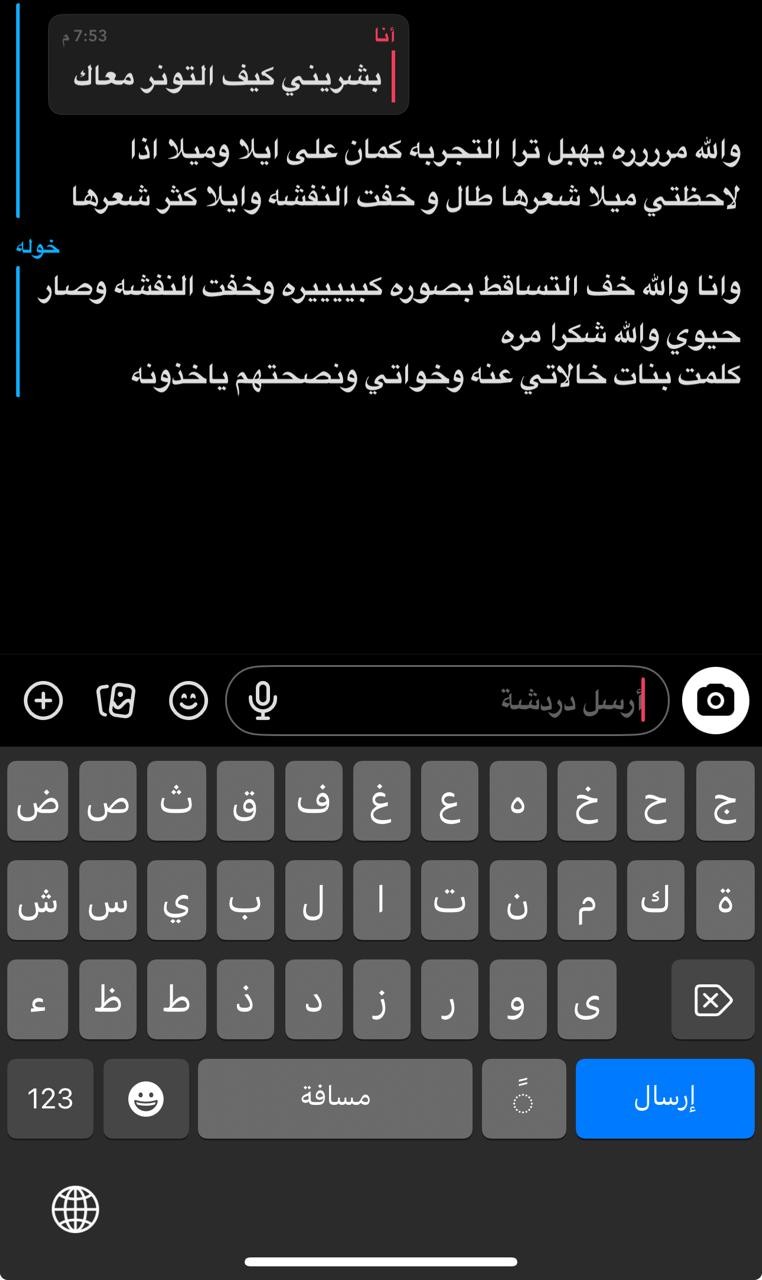 أنا
7:53 م
بشريني كيف التونر معاك
والله مرررره يهبل ترا التجربه كمان على ايلا وميلا اذا
لاحظتي ميلا شعرها طال و خفت النفشه وايلا كثر شعرها
خوله
وانا والله خف التساقط بصوره كبيييييره وخفت النفشه وصار
حيوي والله شكرا مره
كلمت بنات خالاتي عنه وخواتي ونصحتهم ياخذونه
أرسل دردشة
ض ص ث ق ف غ ع ه خ ح ج
ش س ي ب ل ا ت ن م ك ة
ء ظ ط ذ د ز ر و ى
123 مسافة إرسال